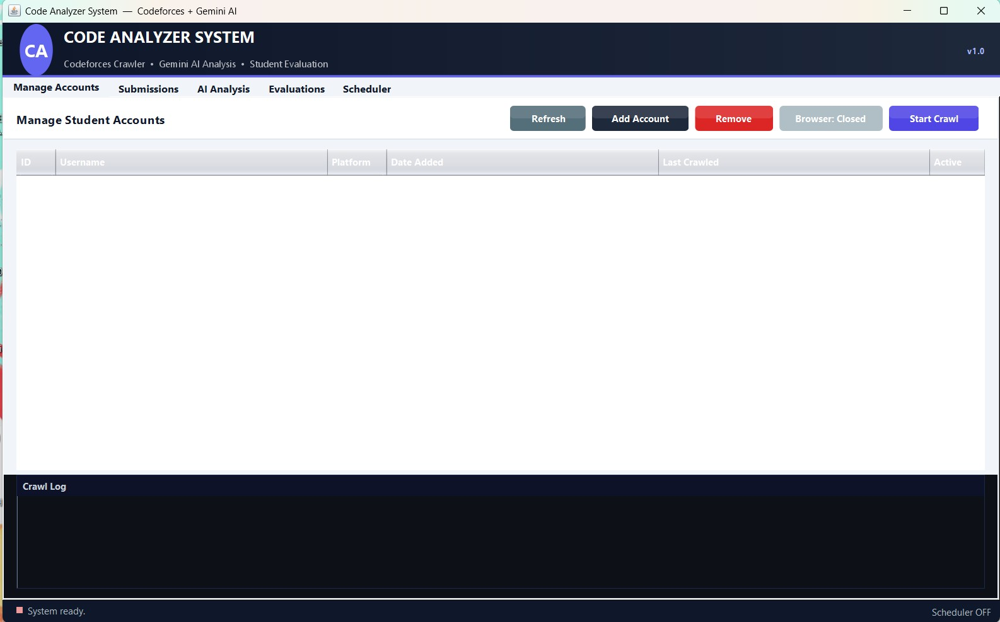 Code Analyzer System — Codeforces + Gemini AI
CA
CODE ANALYZER SYSTEM
Codeforces Crawler • Gemini AI Analysis • Student Evaluation
v1.0
Manage Accounts Submissions AI Analysis Evaluations Scheduler
Manage Student Accounts
Refresh Add Account Remove Browser: Closed Start Crawl
ID Username Platform Date Added Last Crawled Active
Crawl Log
System ready.
Scheduler OFF